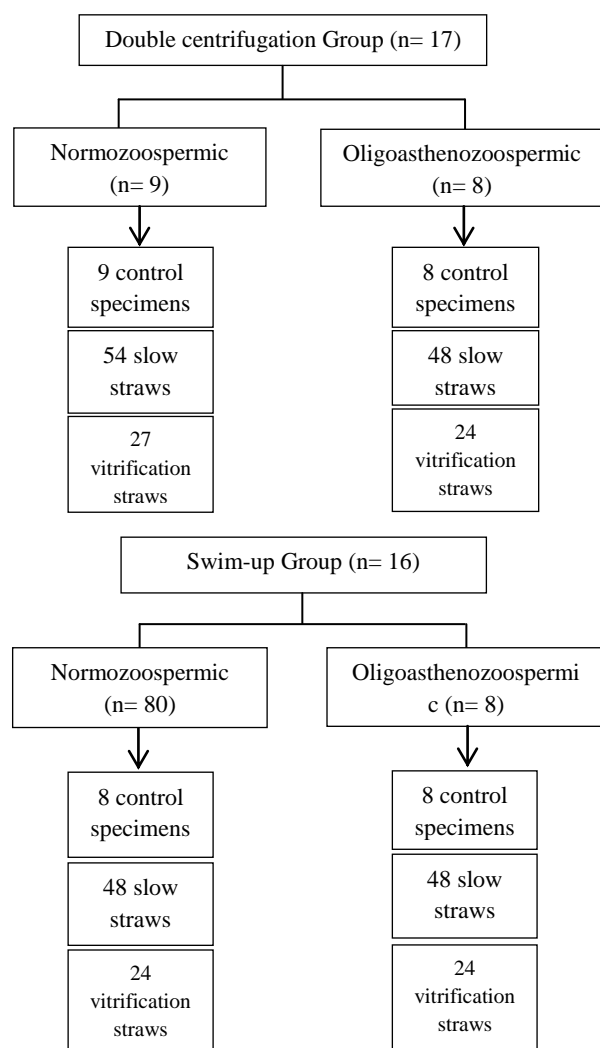 Double centrifugation Group (n= 17)
Normozoospermic
(n= 9)
Oligoasthenozoospermic
(n= 8)
9 control
specimens
8 control
specimens
54 slow
straws
48 slow
straws
27
vitrification
straws
24
vitrification
straws
Swim-up Group (n= 16)
Normozoospermic
(n= 80)
Oligoasthenozoospermi
c (n= 8)
8 control
specimens
8 control
specimens
48 slow
straws
48 slow
straws
24
vitrification
straws
24
vitrification
straws